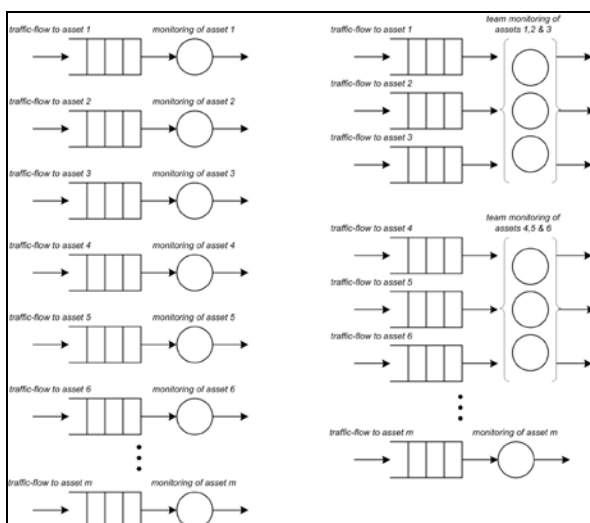 traffic-flow to asset 1
monitoring of asset 1
traffic-flow to asset 2
monitoring of asset 2
traffic-flow to asset 3
monitoring of asset 3
traffic-flow to asset 4
monitoring of asset 4
traffic-flow to asset 5
monitoring of asset 5
traffic-flow to asset 6
monitoring of asset 6
traffic-flow to asset m
monitoring of asset m
traffic-flow to asset 1
team monitoring of
assets 1,2 & 3
traffic-flow to asset 2
traffic-flow to asset 3
traffic-flow to asset 4
team monitoring of
assets 4,5 & 6
traffic-flow to asset 5
traffic-flow to asset 6
traffic-flow to asset m
monitoring of asset m